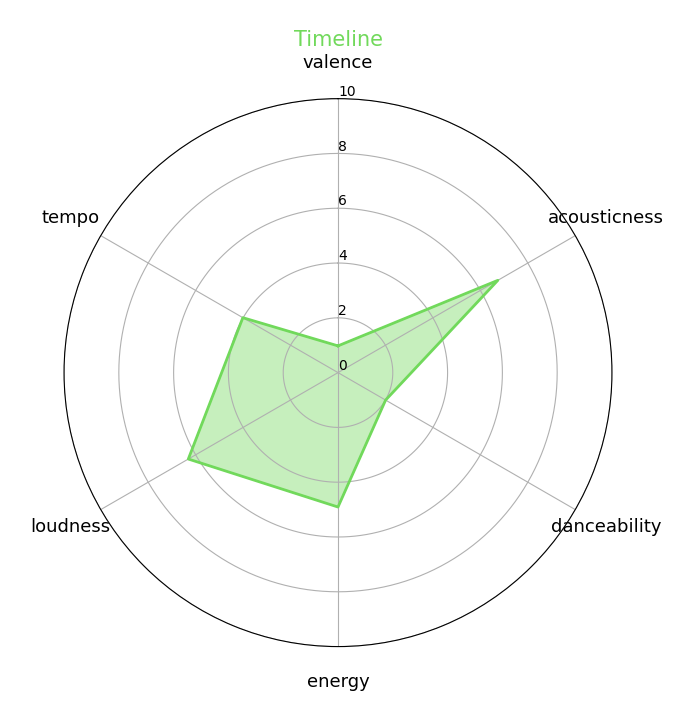 Timeline
valence
10
8
tempo
6
acousticness
4
2
0
loudness
danceability
energy